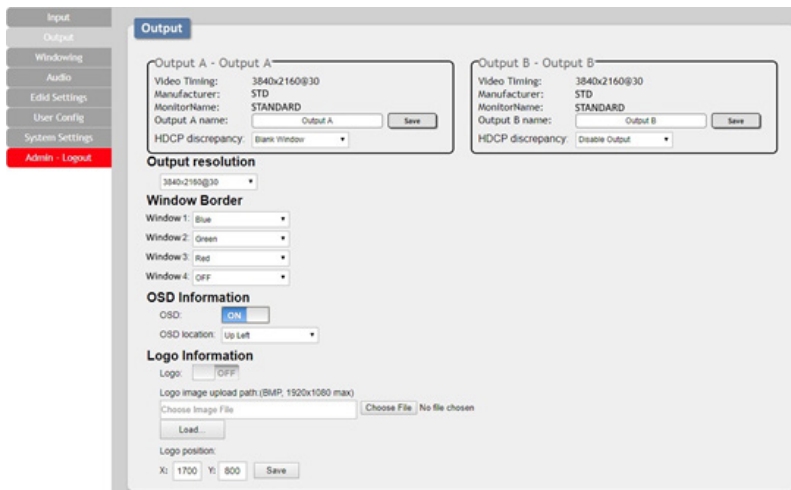 Input
Output
Windowing
Audio
Edid Settings
User Config
System Settings
Admin - Logout
Output
Output A - Output A
Video Timing: 3840x2160@30
Manufacturer: STD
MonitorName: STANDARD
Output A name: Output A Save
HDCP discrepancy: Blank Window
Output B - Output B
Video Timing: 3840x2160@30
Manufacturer: STD
MonitorName: STANDARD
Output B name: Output B Save
HDCP discrepancy: Disable Output
Output resolution
3840x2160@30
Window Border
Window 1: Blue
Window 2: Green
Window 3: Red
Window 4: OFF
OSD Information
OSD: ON
OSD location: Up Left
Logo Information
Logo: OFF
Logo image upload path:(BMP, 1920x1080 max)
Choose Image File Choose File No file chosen
Load...
Logo position:
X: 1700 Y: 800 Save